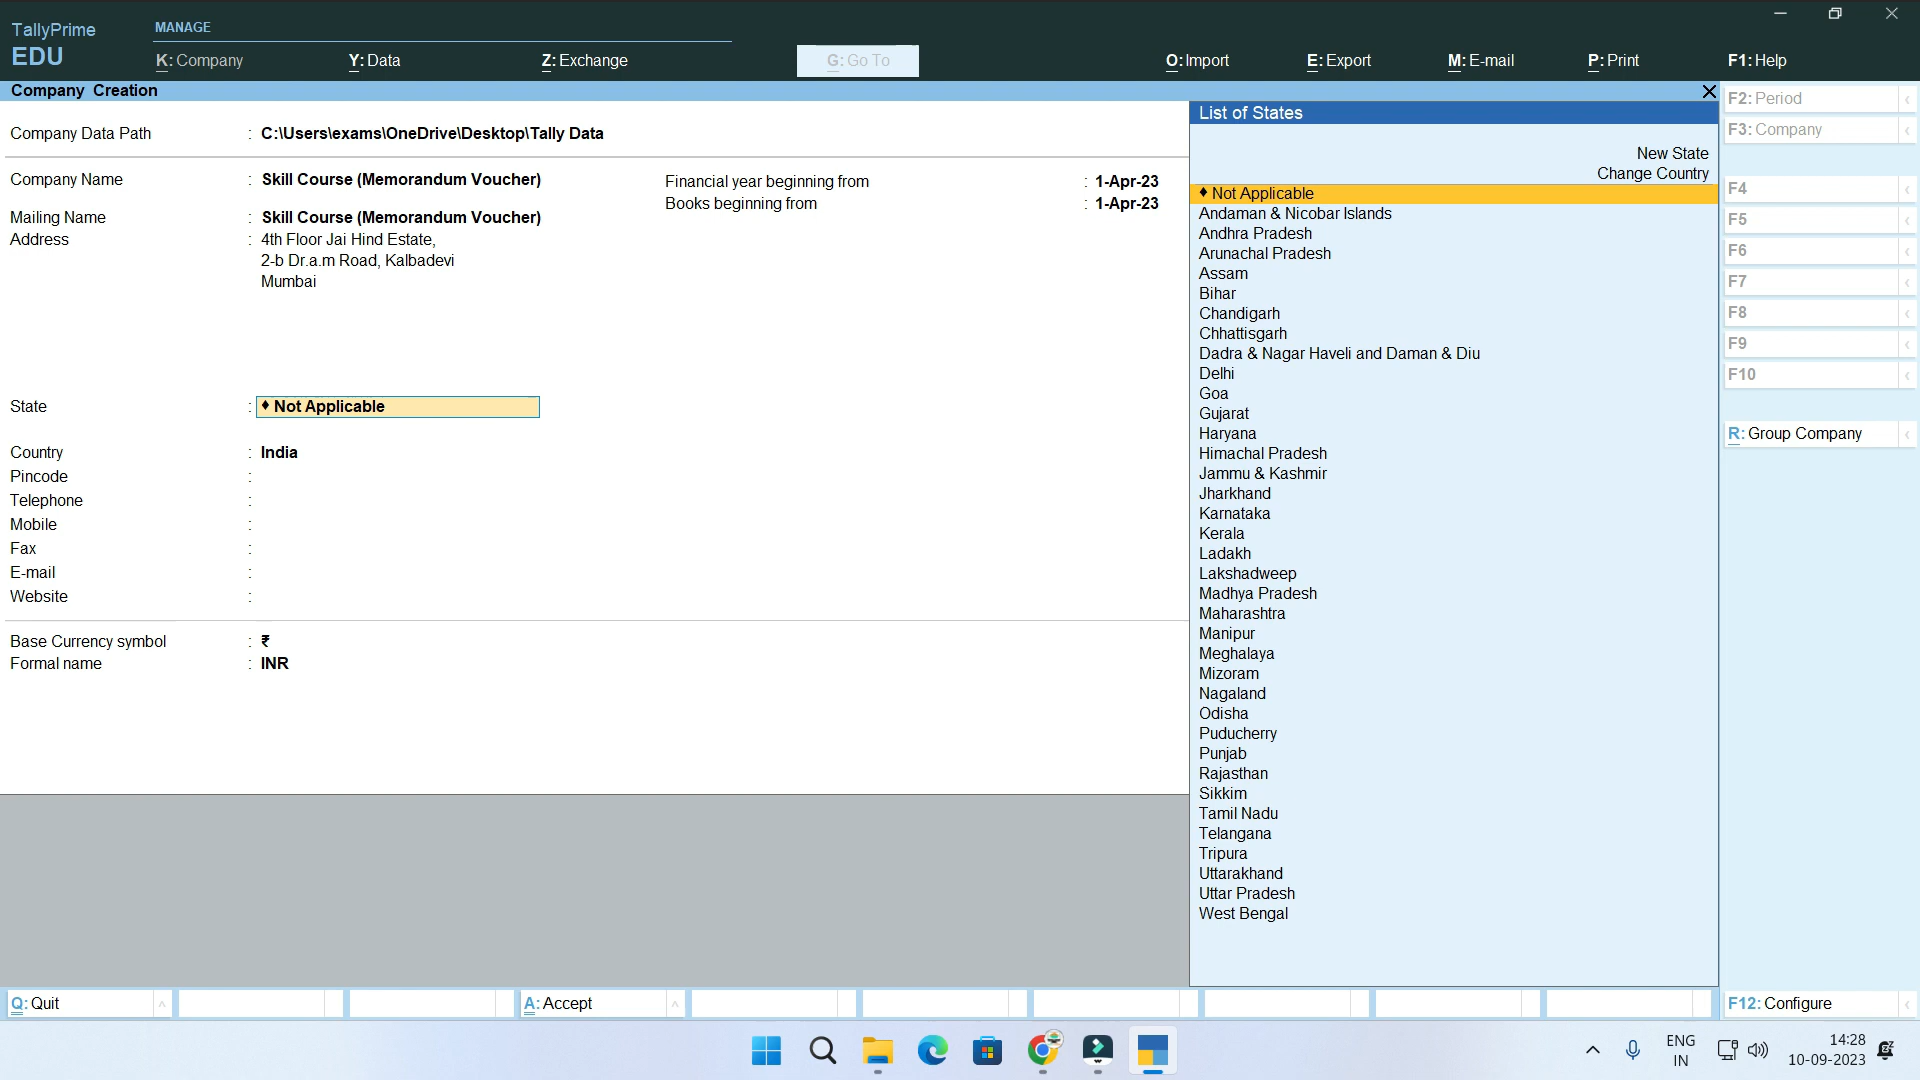 TallyPrime
EDU
MANAGE
K: Company
Y: Data
Z: Exchange
G: Go To
O: Import
E: Export
M: E-mail
P: Print
F1: Help
Company Creation
Company Data Path : C:\Users\exams\OneDrive\Desktop\Tally Data
Company Name : Skill Course (Memorandum Voucher)
Financial year beginning from : 1-Apr-23
Books beginning from : 1-Apr-23
Mailing Name : Skill Course (Memorandum Voucher)
Address : 4th Floor Jai Hind Estate,
2-b Dr.a.m Road, Kalbadevi
Mumbai
State : ♦ Not Applicable
Country : India
Pincode :
Telephone :
Mobile :
Fax :
E-mail :
Website :
Base Currency symbol : ₹
Formal name : INR
List of States
New State
Change Country
♦ Not Applicable
Andaman & Nicobar Islands
Andhra Pradesh
Arunachal Pradesh
Assam
Bihar
Chandigarh
Chhattisgarh
Dadra & Nagar Haveli and Daman & Diu
Delhi
Goa
Gujarat
Haryana
Himachal Pradesh
Jammu & Kashmir
Jharkhand
Karnataka
Kerala
Ladakh
Lakshadweep
Madhya Pradesh
Maharashtra
Manipur
Meghalaya
Mizoram
Nagaland
Odisha
Puducherry
Punjab
Rajasthan
Sikkim
Tamil Nadu
Telangana
Tripura
Uttarakhand
Uttar Pradesh
West Bengal
F2: Period
F3: Company
F4
F5
F6
F7
F8
F9
F10
R: Group Company
Q: Quit
A: Accept
F12: Configure
ENG
IN
14:28
10-09-2023